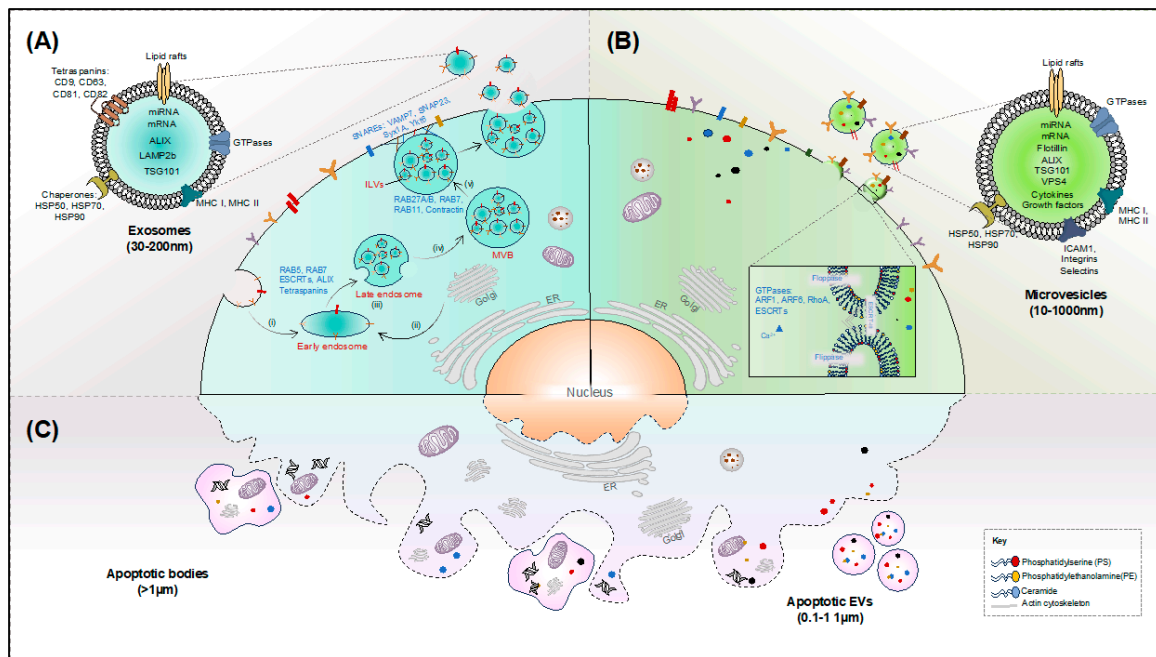 (A)
Lipid rafts
Tetraspanins:
CD9, CD63,
CD81, CD82
miRNA
mRNA
ALIX
LAMP2b
TSG101
GTPases
Chaperones:
HSP50, HSP70,
HSP90
MHC I, MHC II
Exosomes
(30-200nm)
SNAREs: VAMP7, SNAP23,
Syx1A, Ykt6
ILVs
(v)
RAB27A/B, RAB7,
RAB11, Contractin
(iv)
MVB
RAB5, RAB7
ESCRTs, ALIX
Tetraspanins
Late endosome
(iii)
(i)
(ii)
Early endosome
Golgi
ER
Nucleus
(B)
Lipid rafts
GTPases
miRNA
mRNA
Flotillin
ALIX
TSG101
VPS4
Cytokines
Growth factors
MHC I,
MHC II
HSP50, HSP70,
HSP90
ICAM1,
Integrins
Selectins
Microvesicles
(10-1000nm)
Golgi
ER
GTPases:
ARF1, ARF6, RhoA,
ESCRTs
Ca²⁺
Floppase
Flippase
(C)
ER
Golgi
Apoptotic bodies
(>1µm)
Apoptotic EVs
(0.1-1 1µm)
Key
Phosphatidylserine (PS)
Phosphatidylethanolamine(PE)
Ceramide
Actin cytoskeleton